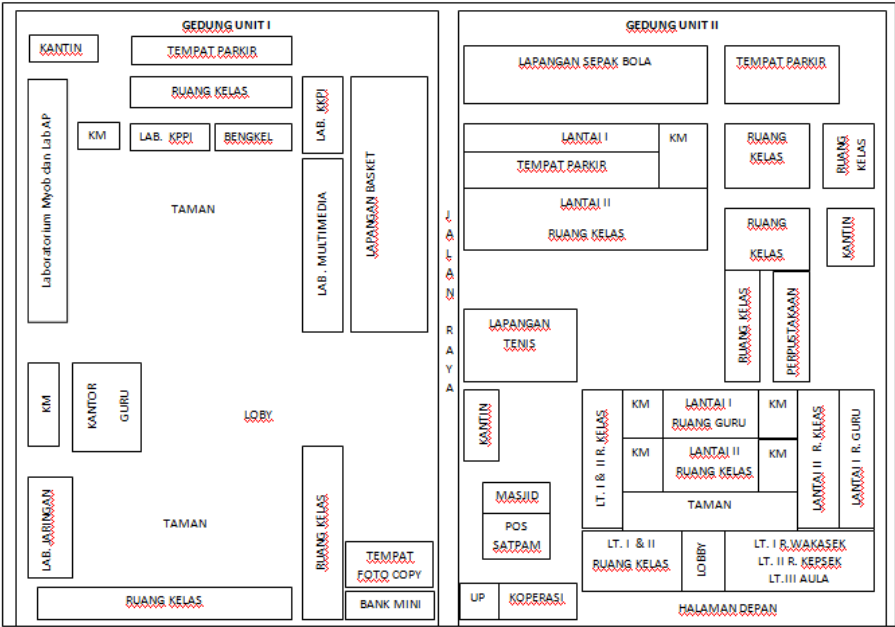 GEDUNG UNIT I
KANTIN
TEMPAT PARKIR
RUANG KELAS
LAB. KKPI
KM
LAB. KPPI
BENGKEL
Laboratorium Myob dan Lab AP
TAMAN
LAB. MULTIMEDIA
LAPANGAN BASKET
KM
KANTOR
GURU
LOBY
LAB. JARINGAN
TAMAN
RUANG KELAS
TEMPAT
FOTO COPY
RUANG KELAS
BANK MINI
JALAN RAYA
GEDUNG UNIT II
LAPANGAN SEPAK BOLA
TEMPAT PARKIR
LANTAI I
KM
TEMPAT PARKIR
LANTAI II
RUANG KELAS
RUANG
KELAS
RUANG
KELAS
RUANG
KELAS
KANTIN
RUANG KELAS
PERPUSTAKAAN
LAPANGAN
TENIS
KANTIN
LT. I & II R. KELAS
KM
LANTAI I
RUANG GURU
KM
KM
LANTAI II
RUANG KELAS
KM
TAMAN
LANTAI II R. KLEAS
LANTAI I R. GURU
MASJID
POS
SATPAM
LT. I & II
RUANG KELAS
LOBBY
LT. I R.WAKASEK
LT. II R. KEPSEK
LT.III AULA
UP
KOPERASI
HALAMAN DEPAN